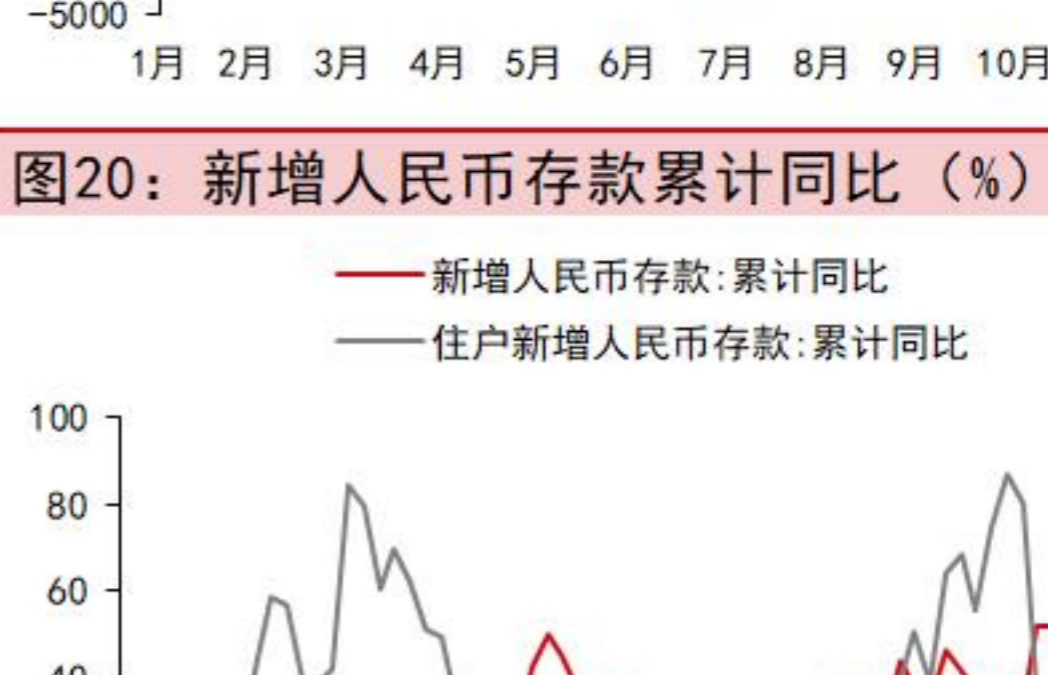 -5000
1月 2月 3月 4月 5月 6月 7月 8月 9月 10月
图20：新增人民币存款累计同比（%）
新增人民币存款:累计同比
住户新增人民币存款:累计同比
100
80
60
40